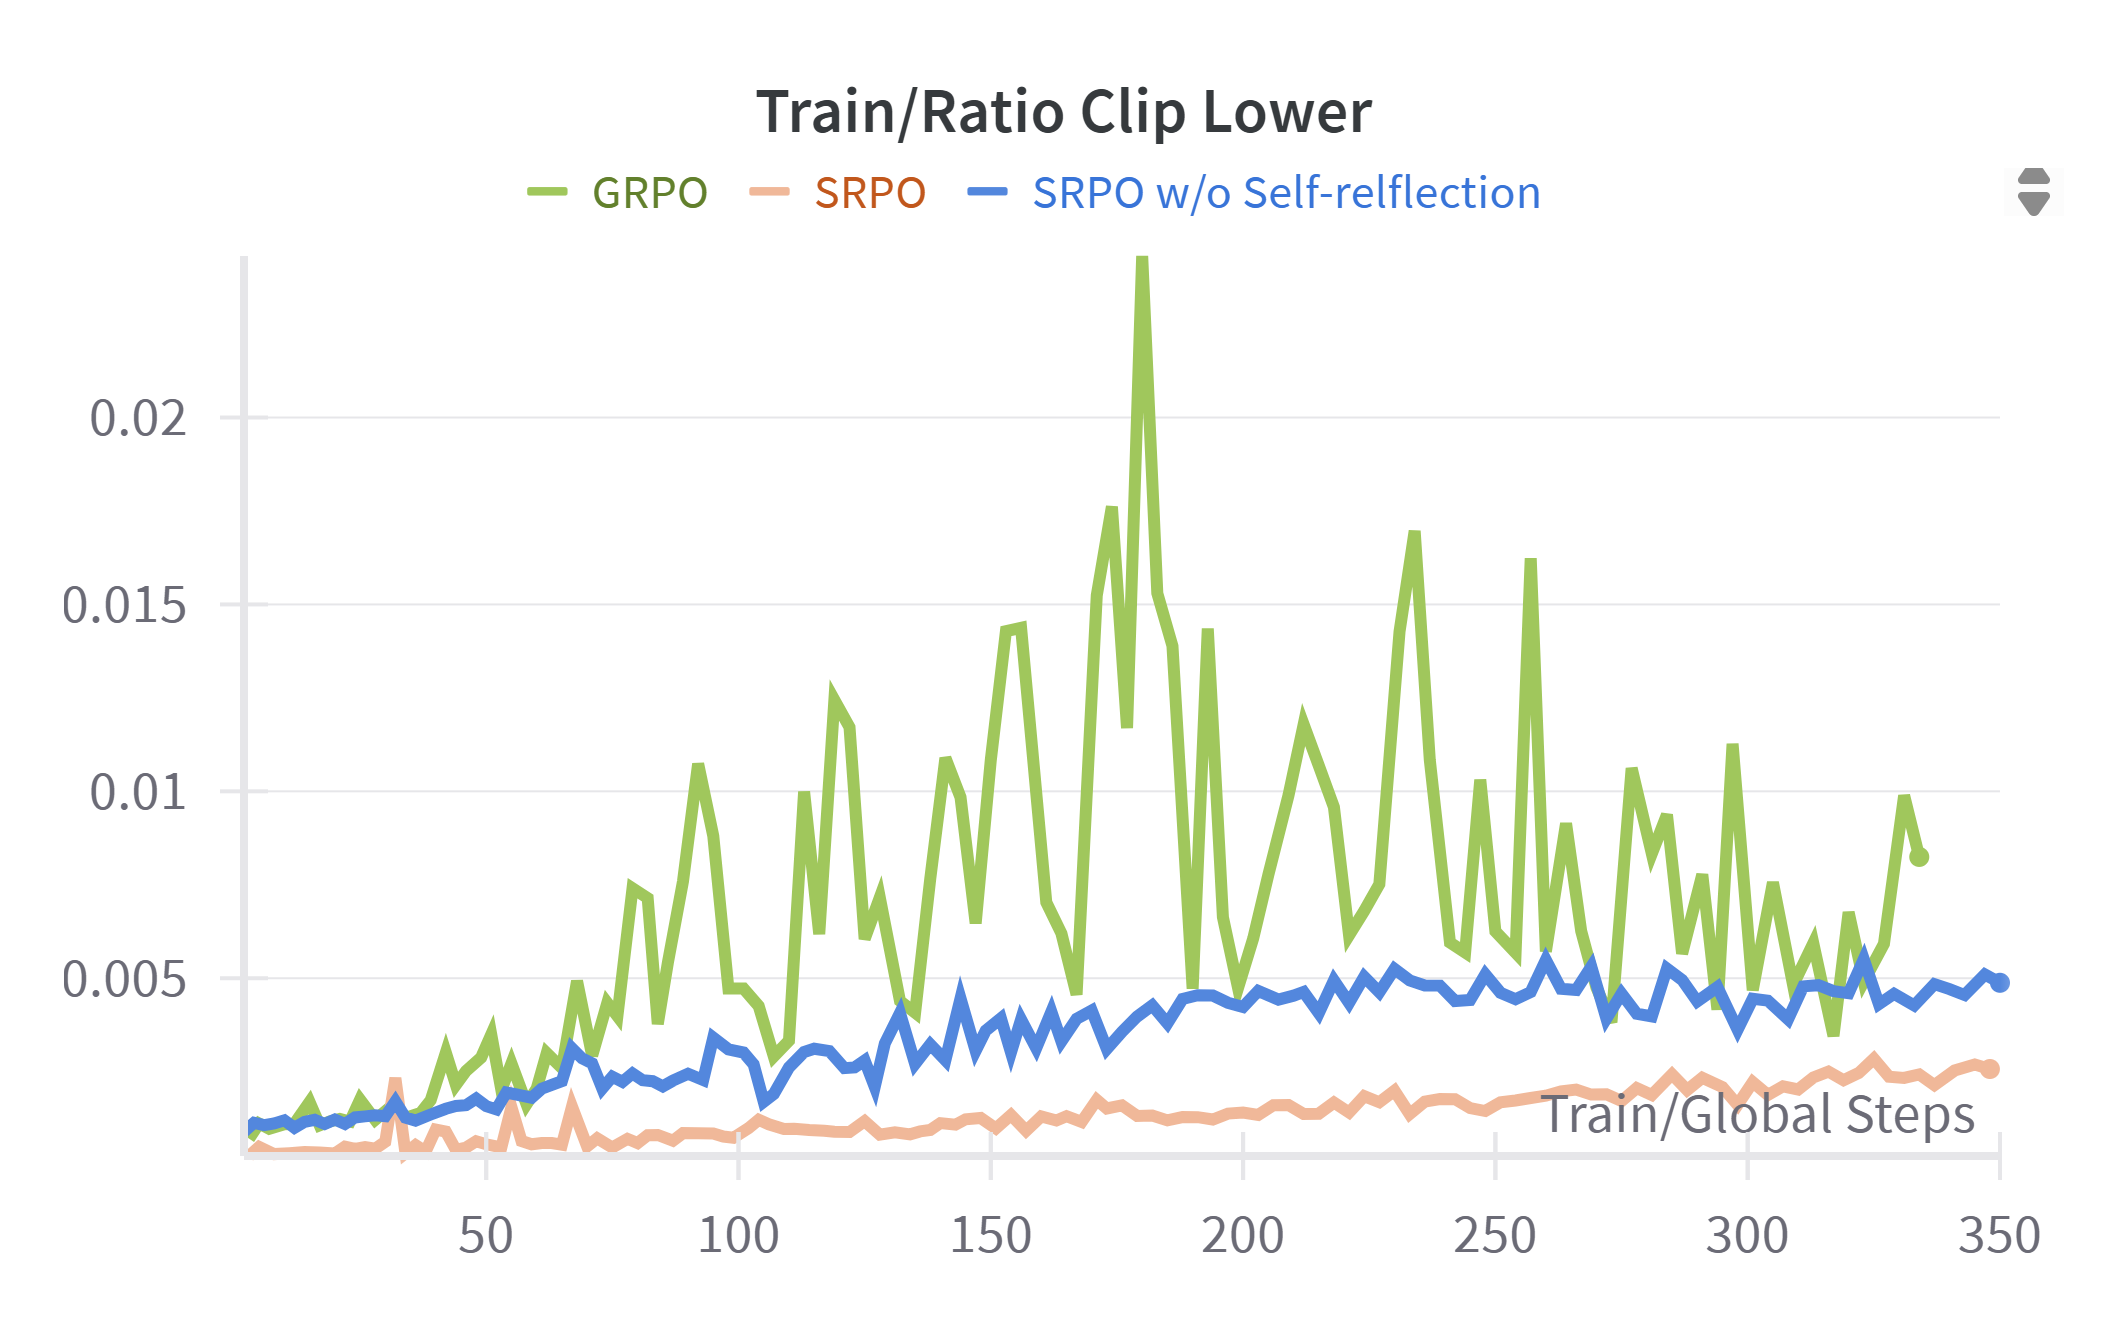 Train/Ratio Clip Lower
GRPO SRPO SRPO w/o Self-relflection
0.02
0.015
0.01
0.005
Train/Global Steps
50 100 150 200 250 300 350